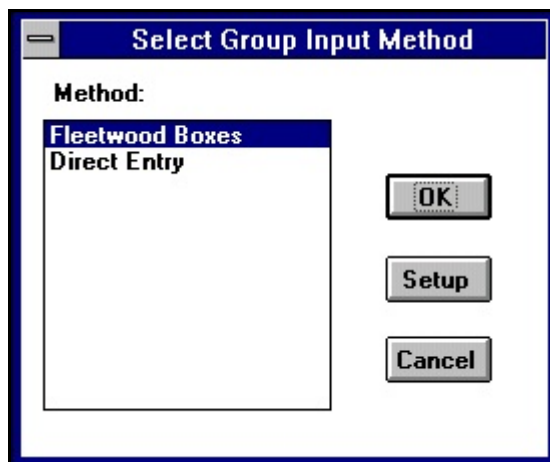 Select Group Input Method
Method:
Fleetwood Boxes
Direct Entry
OK
Setup
Cancel